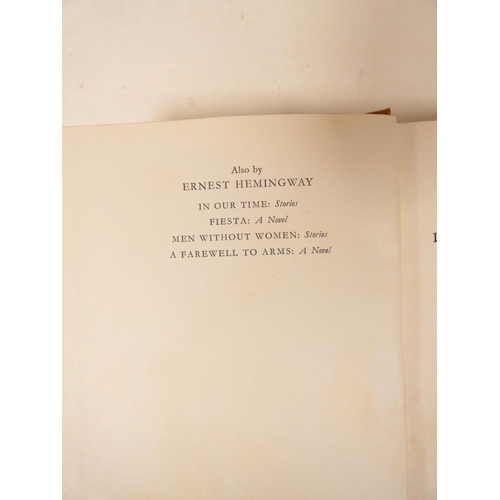 Also by
ERNEST HEMINGWAY
IN OUR TIME: Stories
FIESTA: A Novel
MEN WITHOUT WOMEN: Stories
A FAREWELL TO ARMS: A Novel